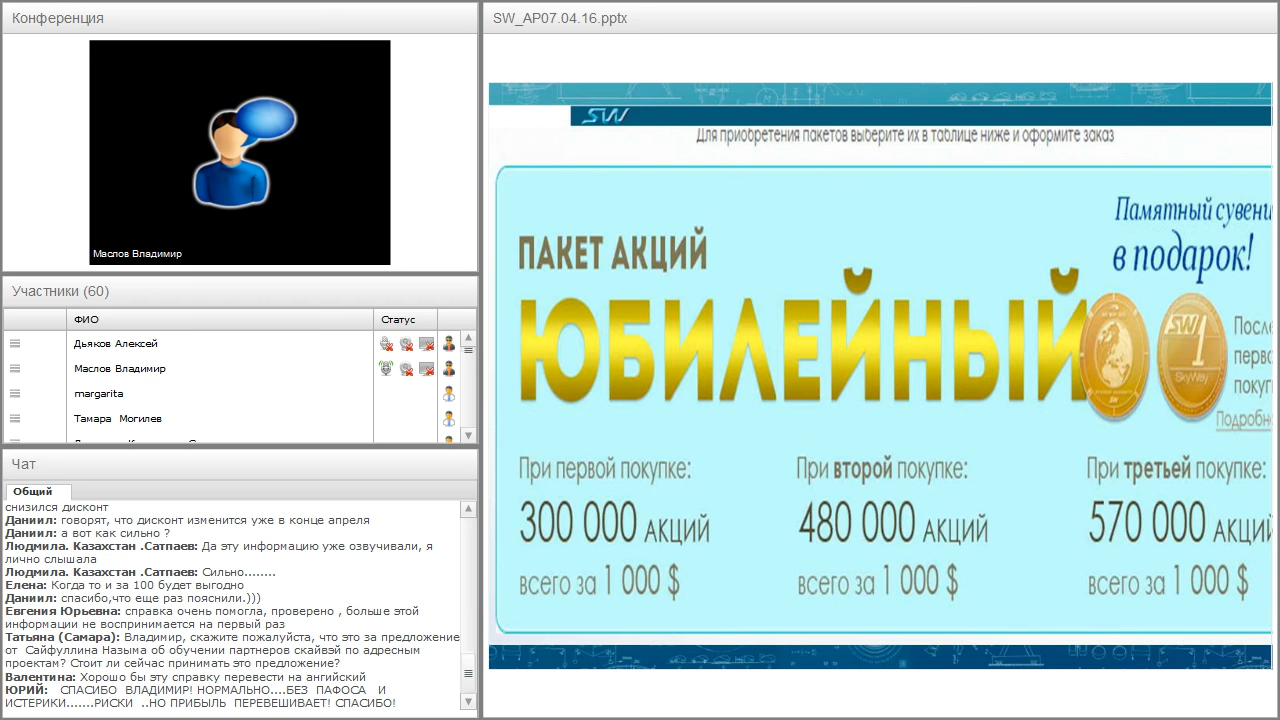 Конференция
Маслов Владимир
Участники (60)
ФИО
Статус
Дьяков Алексей
Маслов Владимир
margarita
Тамара Могилев
Чат
Общий
снизился дисконт
Даниил: говорят, что дисконт изменится уже в конце апреля
Даниил: а вот как сильно ?
Людмила. Казахстан .Сатпаев: Да эту информацию уже озвучивали, я
лично слышала
Людмила. Казахстан .Сатпаев: Сильно........
Елена: Когда то и за 100 будет выгодно
Даниил: спасибо,что еще раз пояснили.)))
Евгения Юрьевна: справка очень помогла, проверено , больше этой
информации не воспринимается на первый раз
Татьяна (Самара): Владимир, скажите пожалуйста, что это за предложение
от Сайфуллина Назыма об обучении партнеров скайвэй по адресным
программ? Стоит ли сейчас принимать это предложение?
Валентина: Хорошо бы эту справку перевести не английский
ЮРИЙ: СПАСИБО ВЛАДИМИР! НОРМАЛЬНО....БЕЗ ПАФОСА И
ИСТЕРИКИ.......РИСКИ ..НО ПРИБЫЛЬ ПЕРЕВЕШИВАЕТ! СПАСИБО!
SW_AP07.04.16.pptx
SW
Для приобретения пакетов выберите их в таблице ниже и оформите заказ
Памятный сувени
в подарок!
ПАКЕТ АКЦИЙ
ЮБИЛЕЙНЫЙ
SW 1
SkyWay
SW
После
перво
покуп
Подробн
При первой покупке:
300 000 АКЦИЙ
всего за 1 000 $
При второй покупке:
480 000 АКЦИЙ
всего за 1 000 $
При третьей покупке:
570 000 АКЦИЙ
всего за 1 000 $